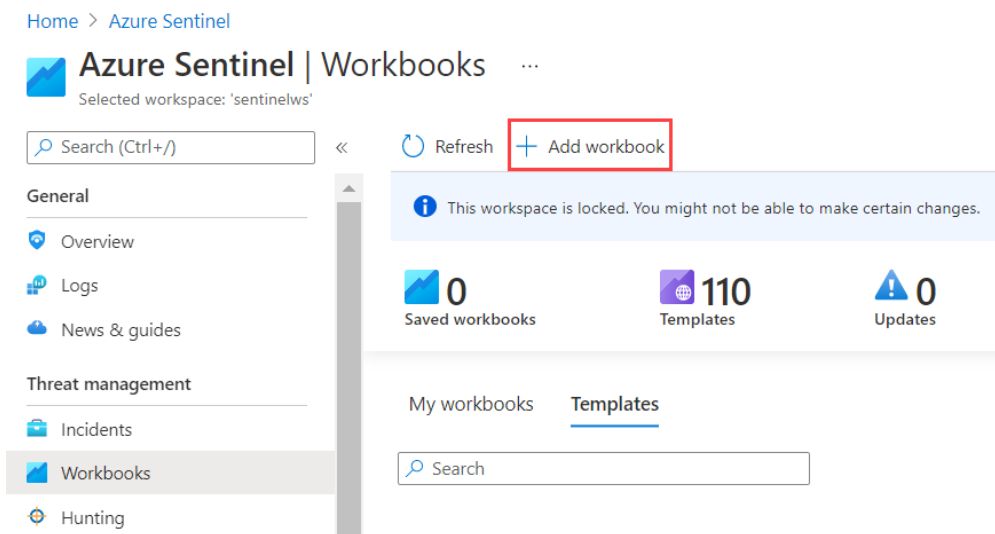 Home > Azure Sentinel
Azure Sentinel | Workbooks ...
Selected workspace: 'sentinelws'
Search (Ctrl+/) «
General
Overview
Logs
News & guides
Threat management
Incidents
Workbooks
Hunting
Refresh + Add workbook
This workspace is locked. You might not be able to make certain changes.
0 110 0
Saved workbooks Templates Updates
My workbooks Templates
Search